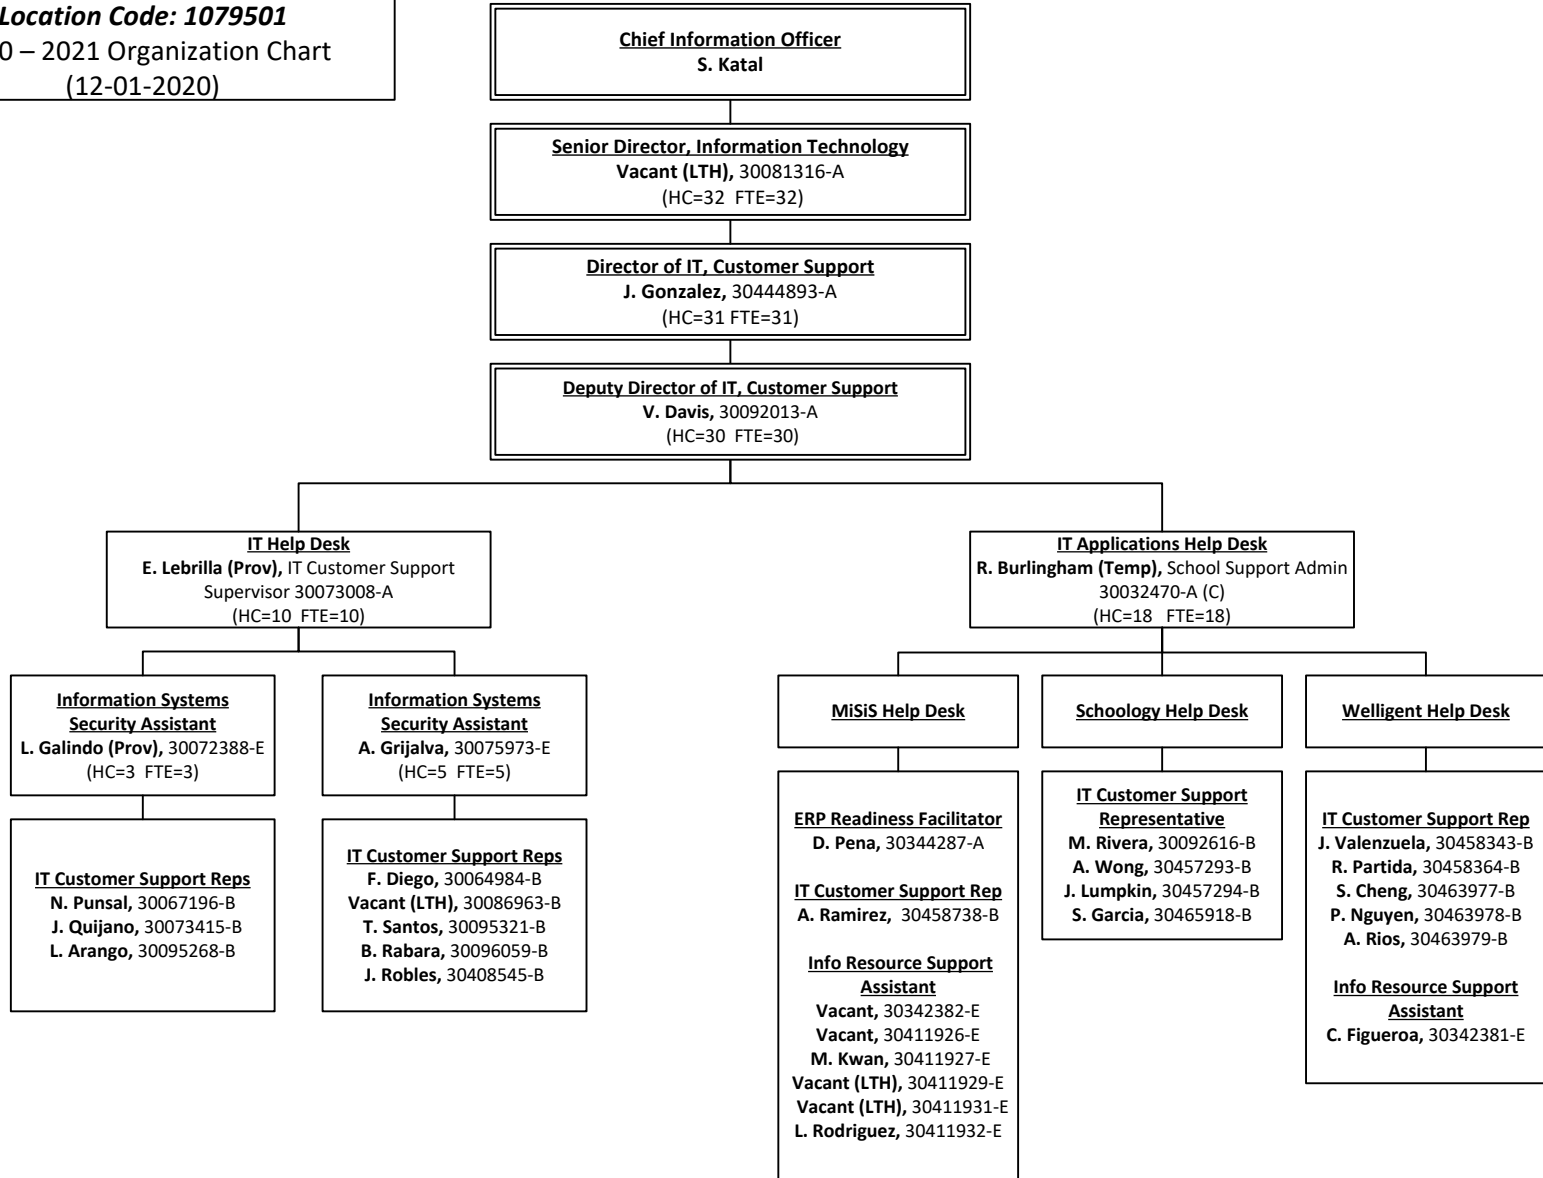 Location Code: 1079501
0 – 2021 Organization Chart
(12-01-2020)
Chief Information Officer
S. Katal
Senior Director, Information Technology
Vacant (LTH), 30081316-A
(HC=32 FTE=32)
Director of IT, Customer Support
J. Gonzalez, 30444893-A
(HC=31 FTE=31)
Deputy Director of IT, Customer Support
V. Davis, 30092013-A
(HC=30 FTE=30)
IT Help Desk
E. Lebrilla (Prov), IT Customer Support
Supervisor 30073008-A
(HC=10 FTE=10)
IT Applications Help Desk
R. Burlingham (Temp), School Support Admin
30032470-A (C)
(HC=18 FTE=18)
Information Systems
Security Assistant
L. Galindo (Prov), 30072388-E
(HC=3 FTE=3)
Information Systems
Security Assistant
A. Grijalva, 30075973-E
(HC=5 FTE=5)
MiSiS Help Desk
Schoology Help Desk
Welligent Help Desk
IT Customer Support Reps
N. Punsal, 30067196-B
J. Quijano, 30073415-B
L. Arango, 30095268-B
IT Customer Support Reps
F. Diego, 30064984-B
Vacant (LTH), 30086963-B
T. Santos, 30095321-B
B. Rabara, 30096059-B
J. Robles, 30408545-B
ERP Readiness Facilitator
D. Pena, 30344287-A
IT Customer Support Rep
A. Ramirez, 30458738-B
Info Resource Support
Assistant
Vacant, 30342382-E
Vacant, 30411926-E
M. Kwan, 30411927-E
Vacant (LTH), 30411929-E
Vacant (LTH), 30411931-E
L. Rodriguez, 30411932-E
IT Customer Support
Representative
M. Rivera, 30092616-B
A. Wong, 30457293-B
J. Lumpkin, 30457294-B
S. Garcia, 30465918-B
IT Customer Support Rep
J. Valenzuela, 30458343-B
R. Partida, 30458364-B
S. Cheng, 30463977-B
P. Nguyen, 30463978-B
A. Rios, 30463979-B
Info Resource Support
Assistant
C. Figueroa, 30342381-E